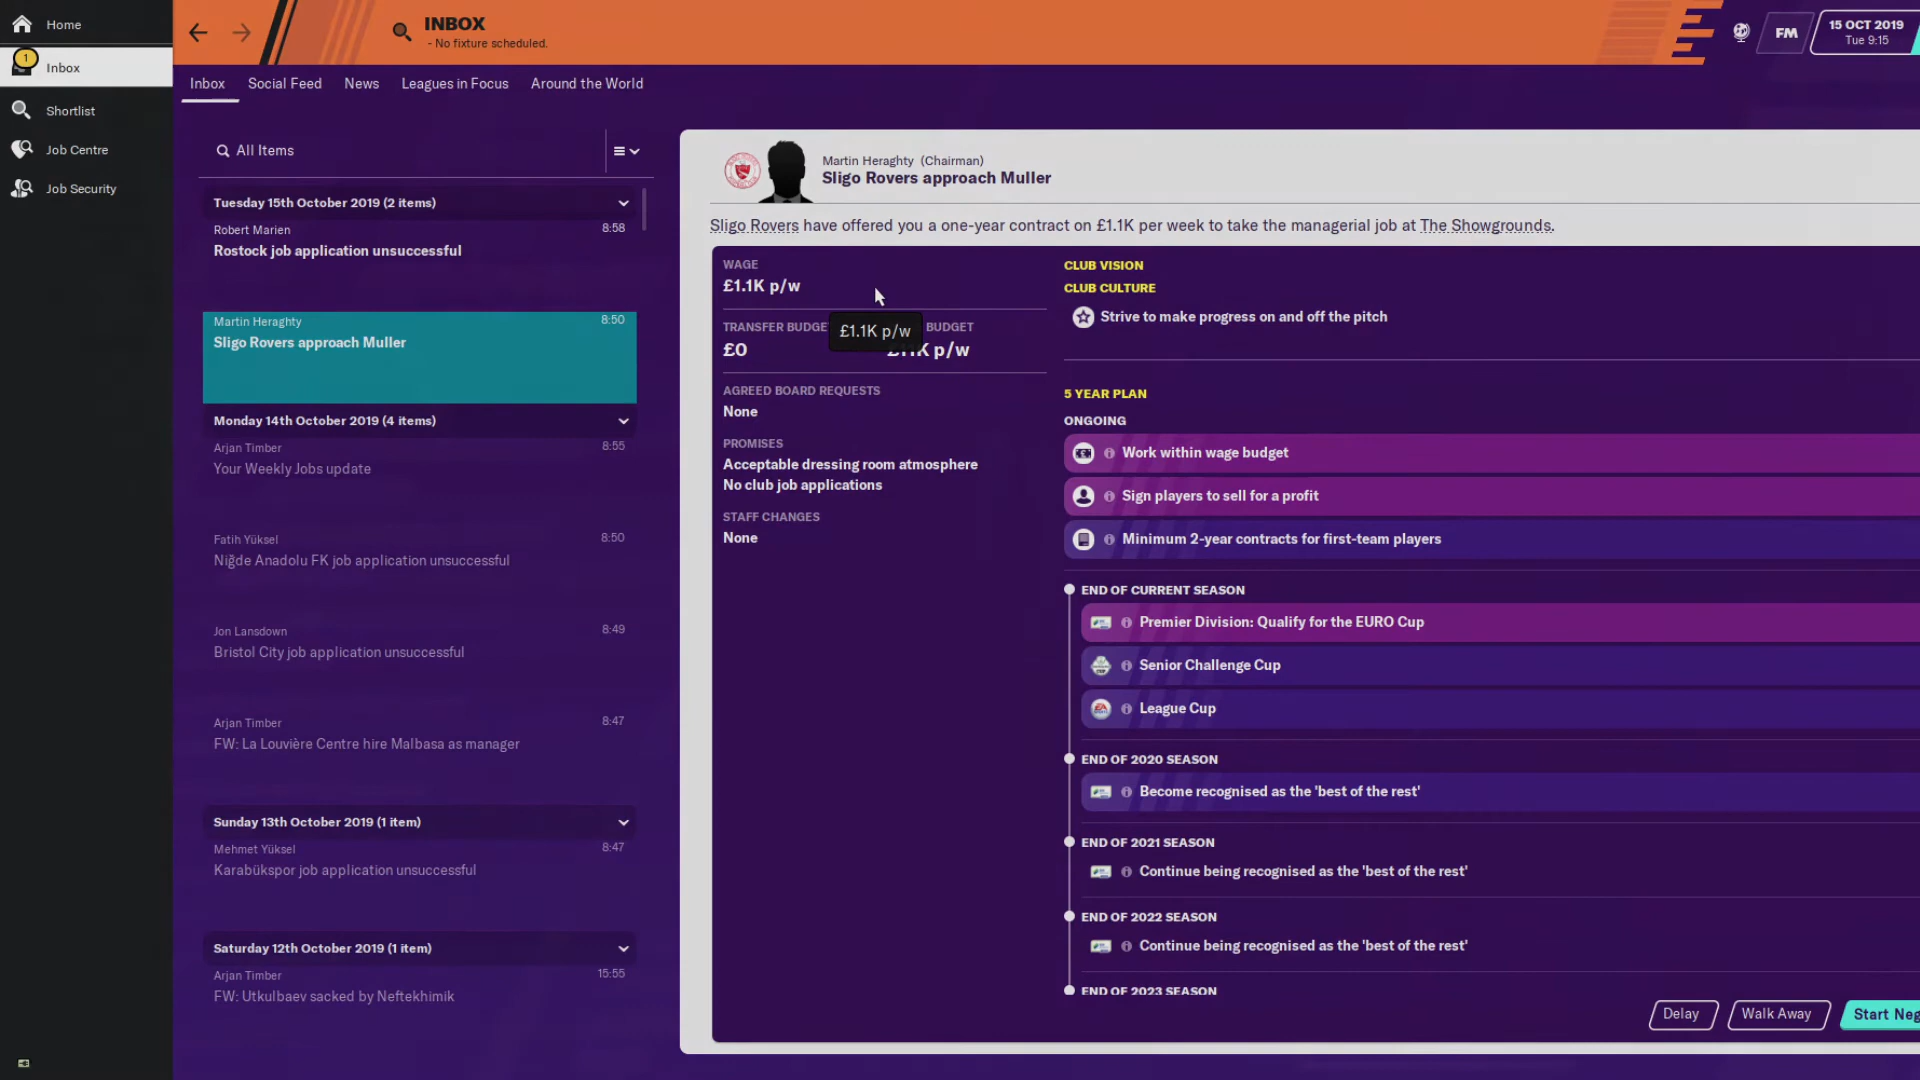 Home
1
Inbox
Shortlist
Job Centre
Job Security
INBOX
- No fixture scheduled.
FM
15 OCT 2019
Tue 9:15
Inbox Social Feed News Leagues in Focus Around the World
All Items
Tuesday 15th October 2019 (2 items)
Robert Marien 8:58
Rostock job application unsuccessful
Martin Heraghty 8:50
Sligo Rovers approach Muller
Monday 14th October 2019 (4 items)
Arjan Timber 8:55
Your Weekly Jobs update
Fatih Yüksel 8:50
Niğde Anadolu FK job application unsuccessful
Jon Lansdown 8:49
Bristol City job application unsuccessful
Arjan Timber 8:47
FW: La Louvière Centre hire Malbasa as manager
Sunday 13th October 2019 (1 item)
Mehmet Yüksel 8:47
Karabükspor job application unsuccessful
Saturday 12th October 2019 (1 item)
Arjan Timber 15:55
FW: Utkulbaev sacked by Neftekhimik
Martin Heraghty (Chairman)
Sligo Rovers approach Muller
Sligo Rovers have offered you a one-year contract on £1.1K per week to take the managerial job at The Showgrounds.
WAGE
£1.1K p/w
TRANSFER BUDGE BUDGET
£1.1K p/w
£0 p/w
AGREED BOARD REQUESTS
None
PROMISES
Acceptable dressing room atmosphere
No club job applications
STAFF CHANGES
None
CLUB VISION
CLUB CULTURE
Strive to make progress on and off the pitch
5 YEAR PLAN
ONGOING
Work within wage budget
Sign players to sell for a profit
Minimum 2-year contracts for first-team players
END OF CURRENT SEASON
Premier Division: Qualify for the EURO Cup
Senior Challenge Cup
League Cup
END OF 2020 SEASON
Become recognised as the 'best of the rest'
END OF 2021 SEASON
Continue being recognised as the 'best of the rest'
END OF 2022 SEASON
Continue being recognised as the 'best of the rest'
END OF 2023 SEASON
Delay Walk Away Start Neg